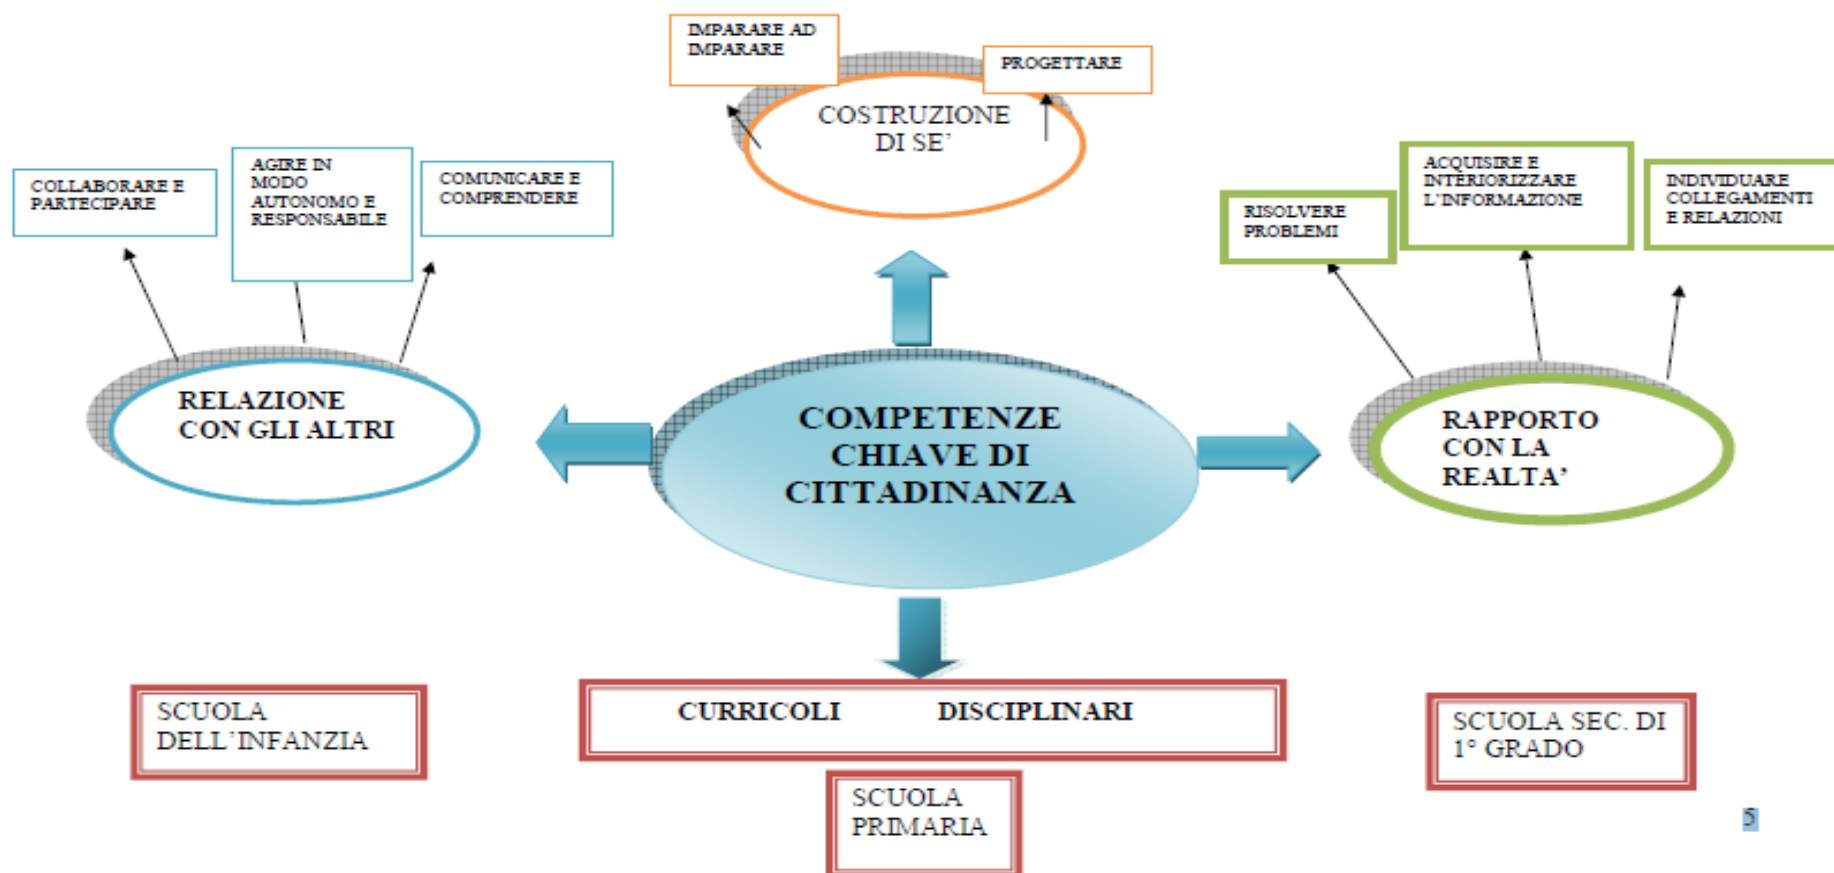 IMPARARE AD
IMPARARE
PROGETTARE
COSTRUZIONE
DI SE’
COLLABORARE E
PARTECIPARE
AGIRE IN
MODO
AUTONOMO E
RESPONSABILE
COMUNICARE E
COMPRENDERE
RISOLVERE
PROBLEMI
ACQUISIRE E
INTERIORIZZARE
L’INFORMAZIONE
INDIVIDUARE
COLLEGAMENTI
E RELAZIONI
RELAZIONE
CON GLI ALTRI
COMPETENZE
CHIAVE DI
CITTADINANZA
RAPPORTO
CON LA
REALTA’
SCUOLA
DELL’INFANZIA
CURRICOLI DISCIPLINARI
SCUOLA SEC. DI
1° GRADO
SCUOLA
PRIMARIA
5